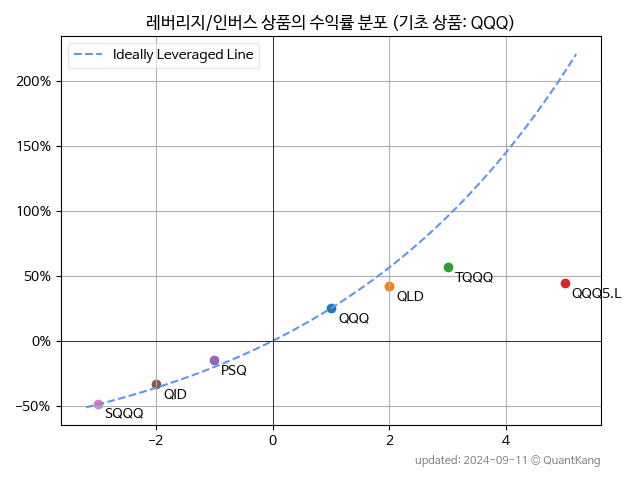 레버리지/인버스 상품의 수익률 분포 (기초 상품: QQQ)
Ideally Leveraged Line
200%
150%
100%
50%
0%
−50%
TQQQ
QQQ5.L
QLD
QQQ
PSQ
QID
SQQQ
−2
0
2
4
updated: 2024-09-11 © QuantKang